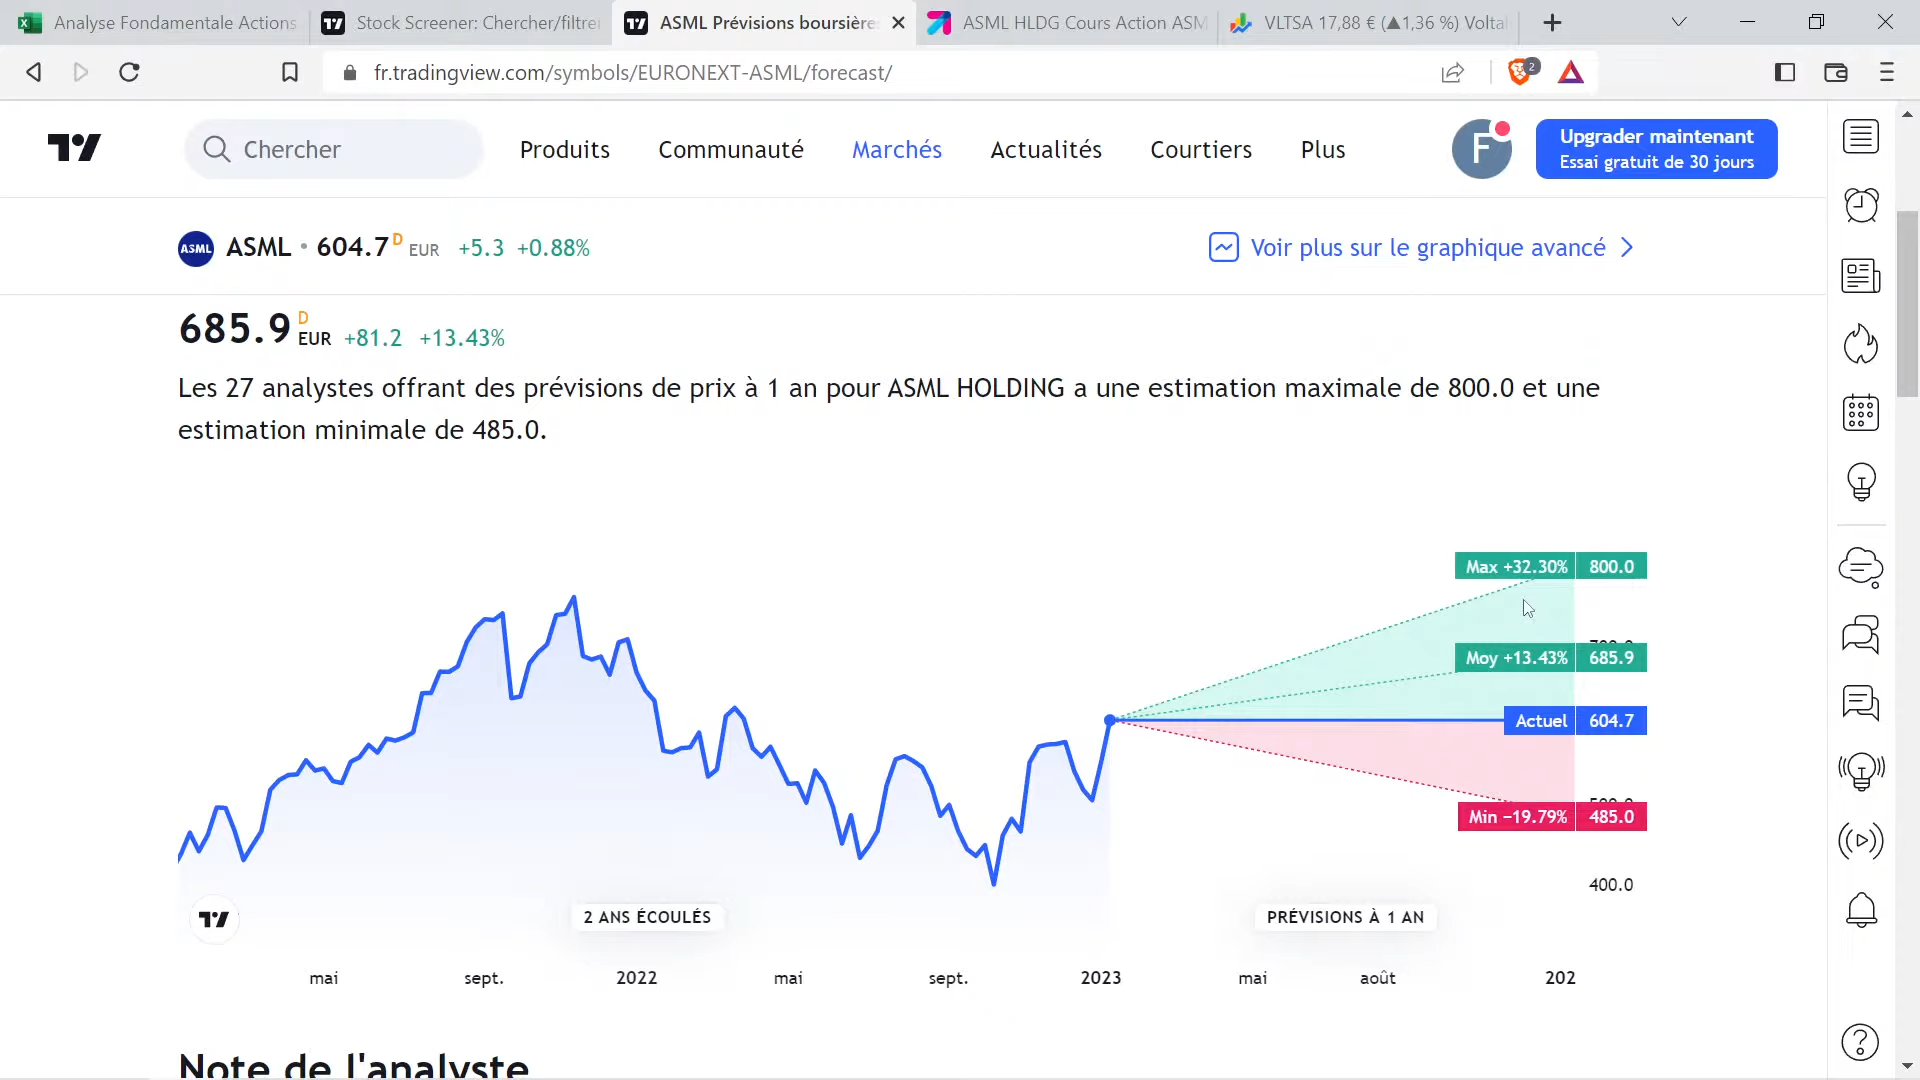 Analyse Fondamentale Actions
Stock Screener: Chercher/filtrer
ASML Prévisions boursières
ASML HLDG Cours Action ASM
VLTSA 17,88 € (▲1,36 %) Volta
fr.tradingview.com/symbols/EURONEXT-ASML/forecast/
2
Chercher
Produits
Communauté
Marchés
Actualités
Courtiers
Plus
F
Upgrader maintenant
Essai gratuit de 30 jours
ASML
ASML • 604.7 D EUR +5.3 +0.88%
Voir plus sur le graphique avancé
685.9 D EUR +81.2 +13.43%
Les 27 analystes offrant des prévisions de prix à 1 an pour ASML HOLDING a une estimation maximale de 800.0 et une
estimation minimale de 485.0.
Max +32.30% 800.0
Moy +13.43% 685.9
Actuel 604.7
Min −19.79% 485.0
400.0
2 ANS ÉCOULÉS
PRÉVISIONS À 1 AN
mai sept. 2022 mai sept. 2023 mai août 202
Note de l'analyste